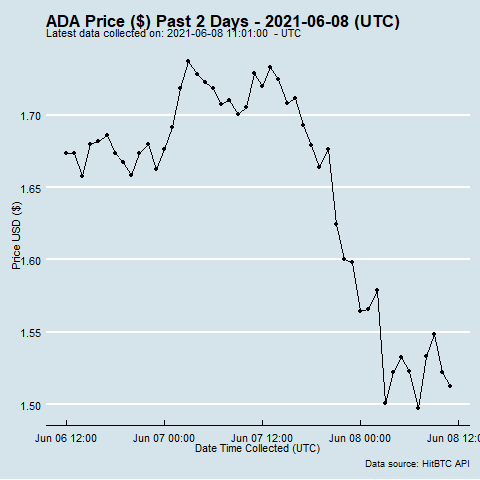 ADA Price ($) Past 2 Days - 2021-06-08 (UTC)
Latest data collected on: 2021-06-08 11:01:00  - UTC
1.70
1.65
1.60
1.55
1.50
Price USD ($)
Jun 06 12:00 Jun 07 00:00 Jun 07 12:00 Jun 08 00:00 Jun 08 12:00
Date Time Collected (UTC)
Data source: HitBTC API